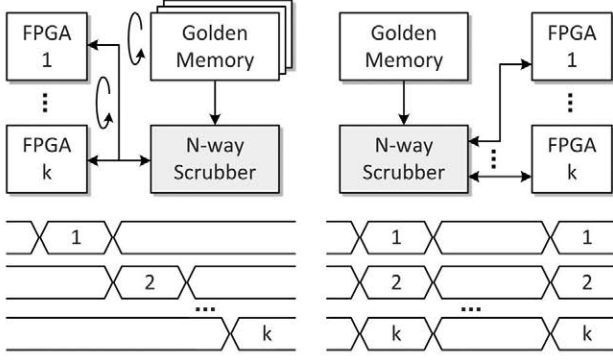 FPGA
1
⋮
FPGA
k
Golden
Memory
N-way
Scrubber
Golden
Memory
N-way
Scrubber
FPGA
1
⋮
FPGA
k
1
2
...
k
1
1
2
2
...
k
k